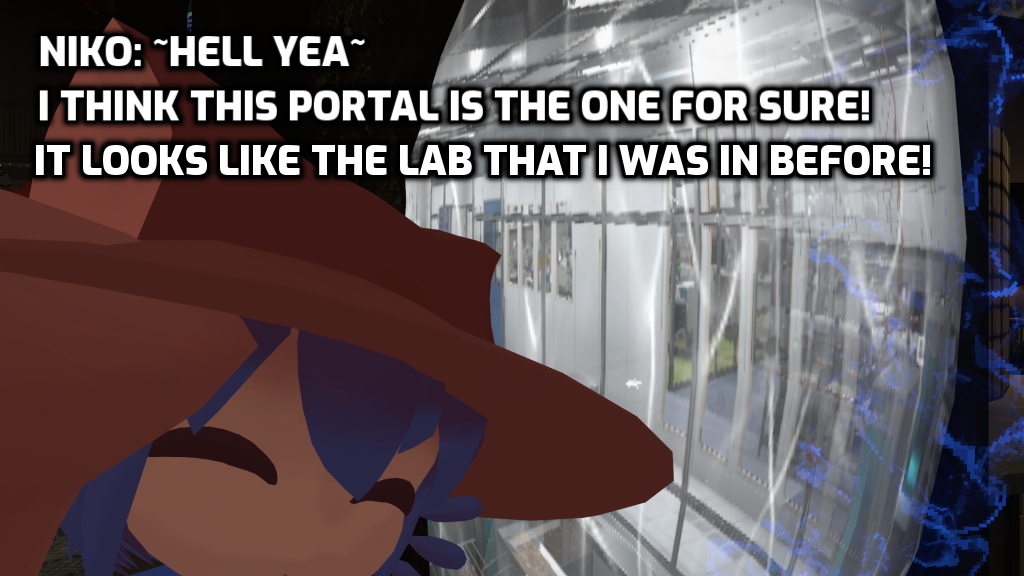 NIKO: ~HELL YEA~
I THINK THIS PORTAL IS THE ONE FOR SURE!
IT LOOKS LIKE THE LAB THAT I WAS IN BEFORE!